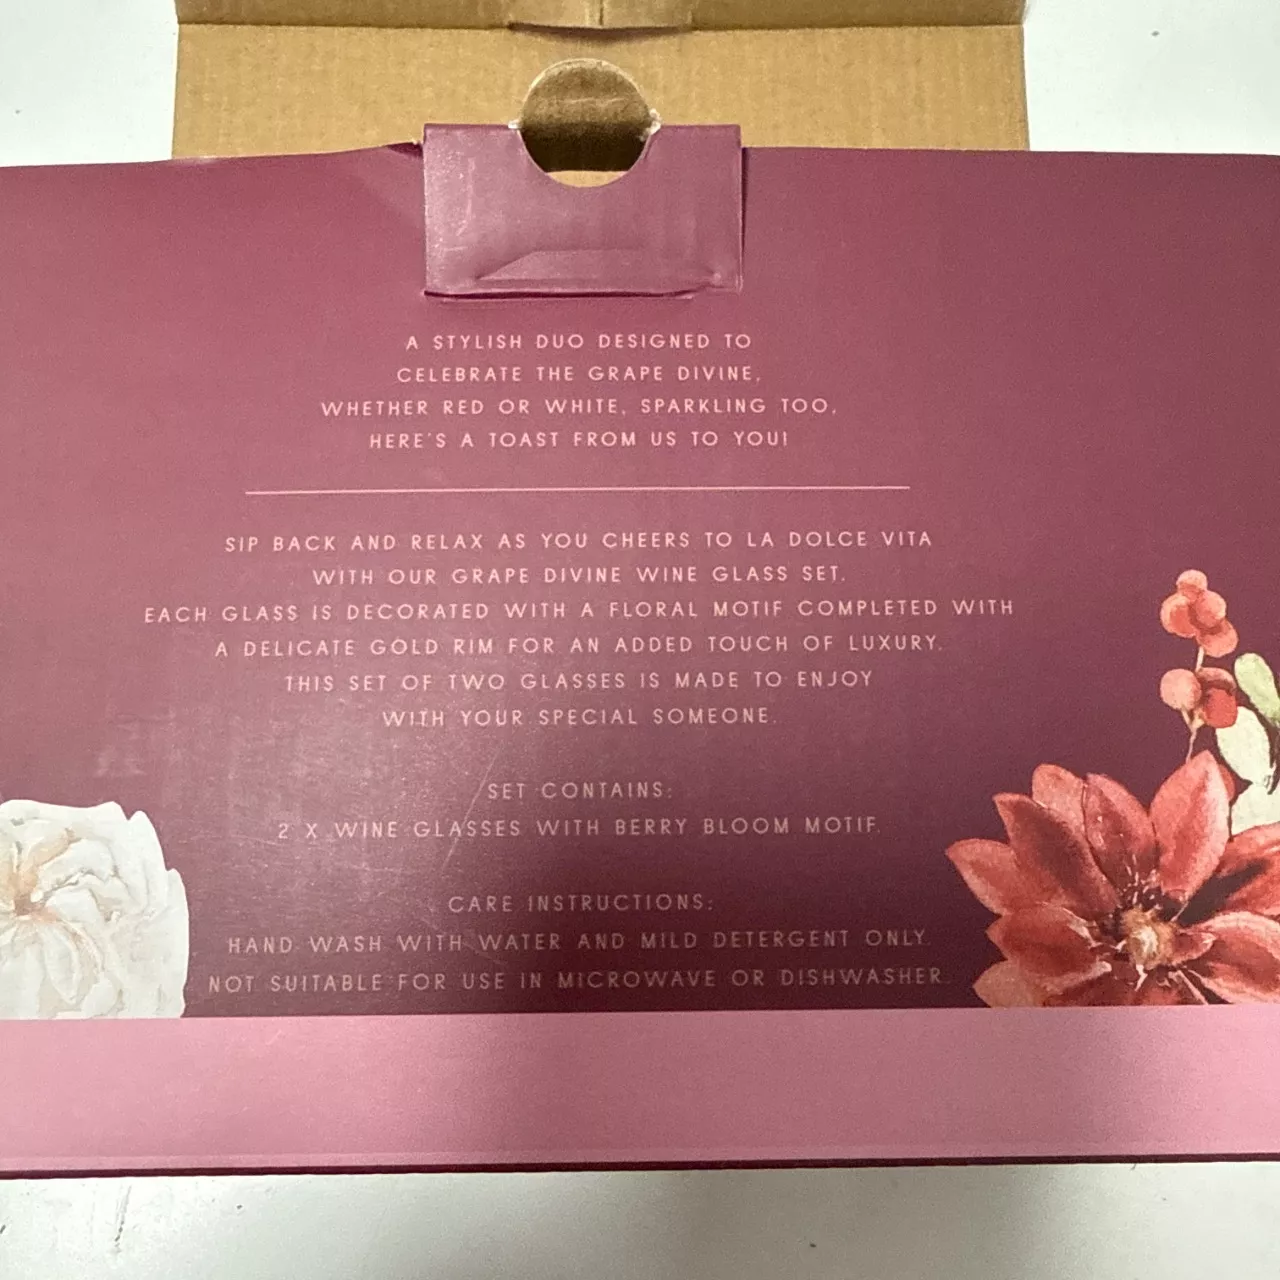 A STYLISH DUO DESIGNED TO
CELEBRATE THE GRAPE DIVINE,
WHETHER RED OR WHITE, SPARKLING TOO,
HERE'S A TOAST FROM US TO YOU!
SIP BACK AND RELAX AS YOU CHEERS TO LA DOLCE VITA
WITH OUR GRAPE DIVINE WINE GLASS SET.
EACH GLASS IS DECORATED WITH A FLORAL MOTIF COMPLETED WITH
A DELICATE GOLD RIM FOR AN ADDED TOUCH OF LUXURY.
THIS SET OF TWO GLASSES IS MADE TO ENJOY
WITH YOUR SPECIAL SOMEONE.
SET CONTAINS:
2 X WINE GLASSES WITH BERRY BLOOM MOTIF.
CARE INSTRUCTIONS:
HAND WASH WITH WATER AND MILD DETERGENT ONLY.
NOT SUITABLE FOR USE IN MICROWAVE OR DISHWASHER.